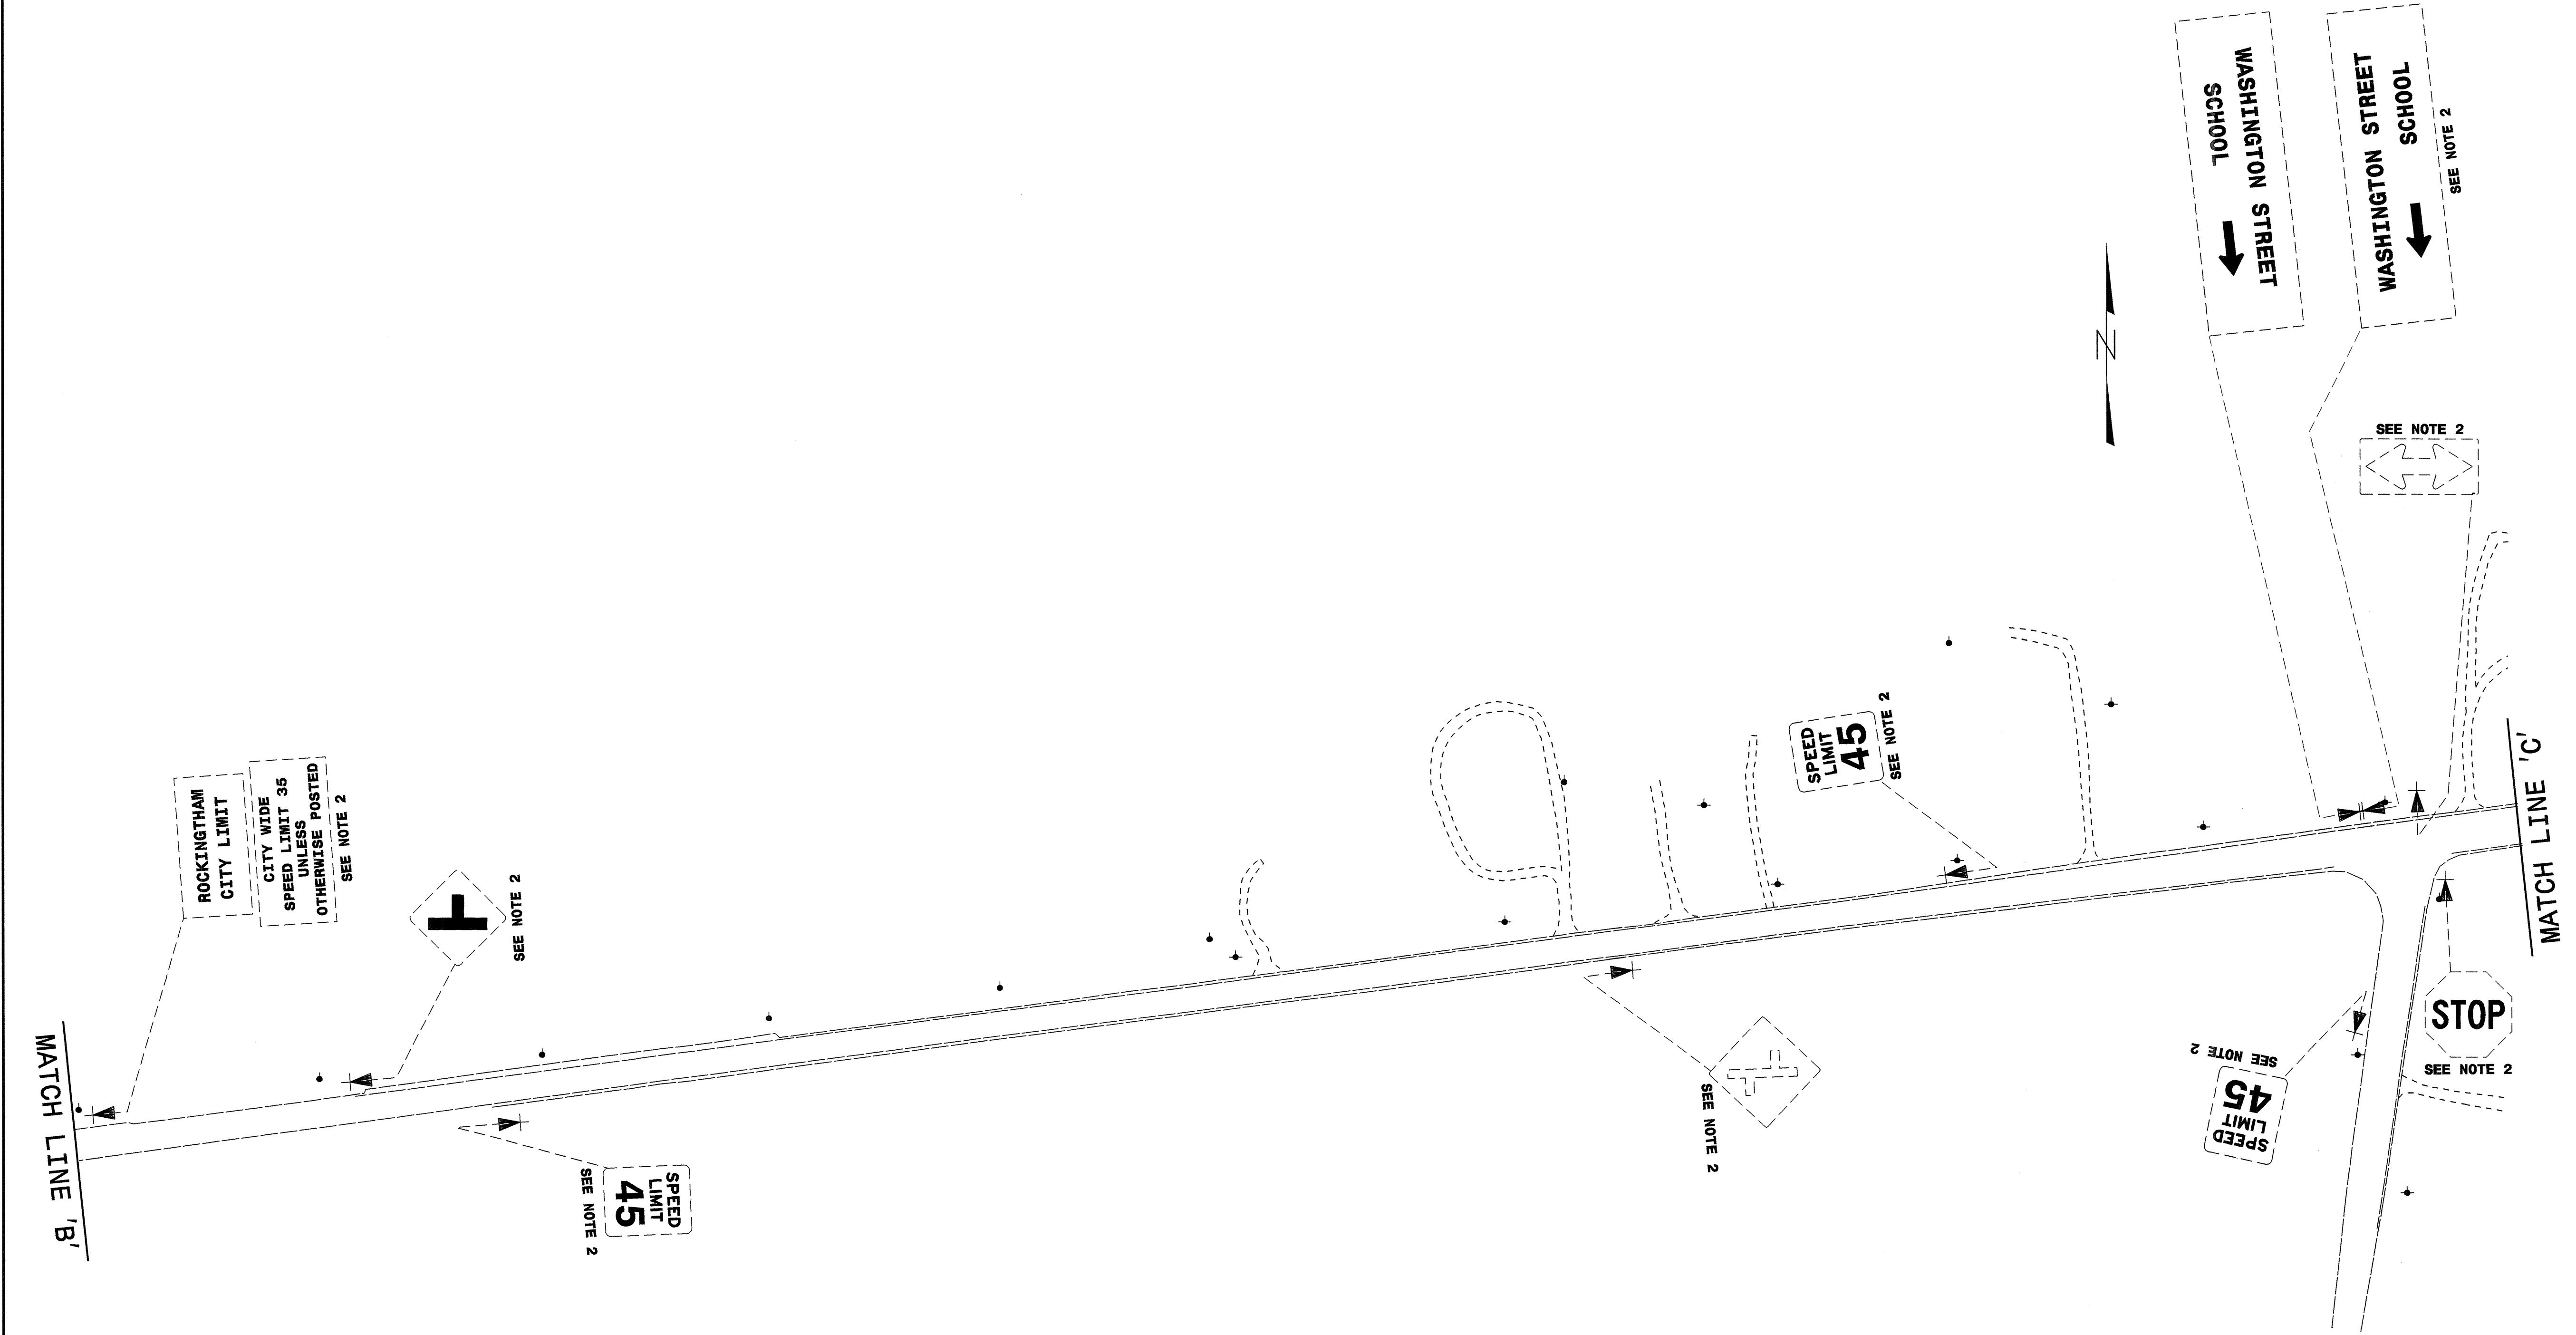 WASHINGTON STREET
SCHOOL
WASHINGTON STREET
SCHOOL
SEE NOTE 2
N
SEE NOTE 2
SPEED
LIMIT
45
SEE NOTE 2
MATCH LINE 'C'
ROCKINGTHAM
CITY LIMIT
CITY WIDE
SPEED LIMIT 35
UNLESS
OTHERWISE POSTED
SEE NOTE 2
SEE NOTE 2
MATCH LINE 'B'
SPEED
LIMIT
45
SEE NOTE 2
SEE NOTE 2
SEE NOTE 2
SPEED
LIMIT
45
STOP
SEE NOTE 2